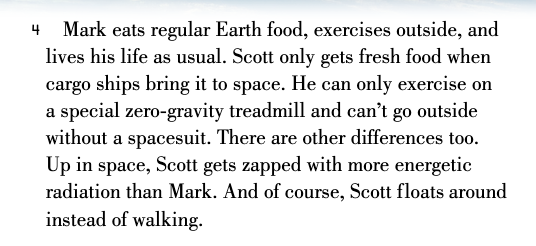 4 Mark eats regular Earth food, exercises outside, and
lives his life as usual. Scott only gets fresh food when
cargo ships bring it to space. He can only exercise on
a special zero-gravity treadmill and can’t go outside
without a spacesuit. There are other differences too.
Up in space, Scott gets zapped with more energetic
radiation than Mark. And of course, Scott floats around
instead of walking.